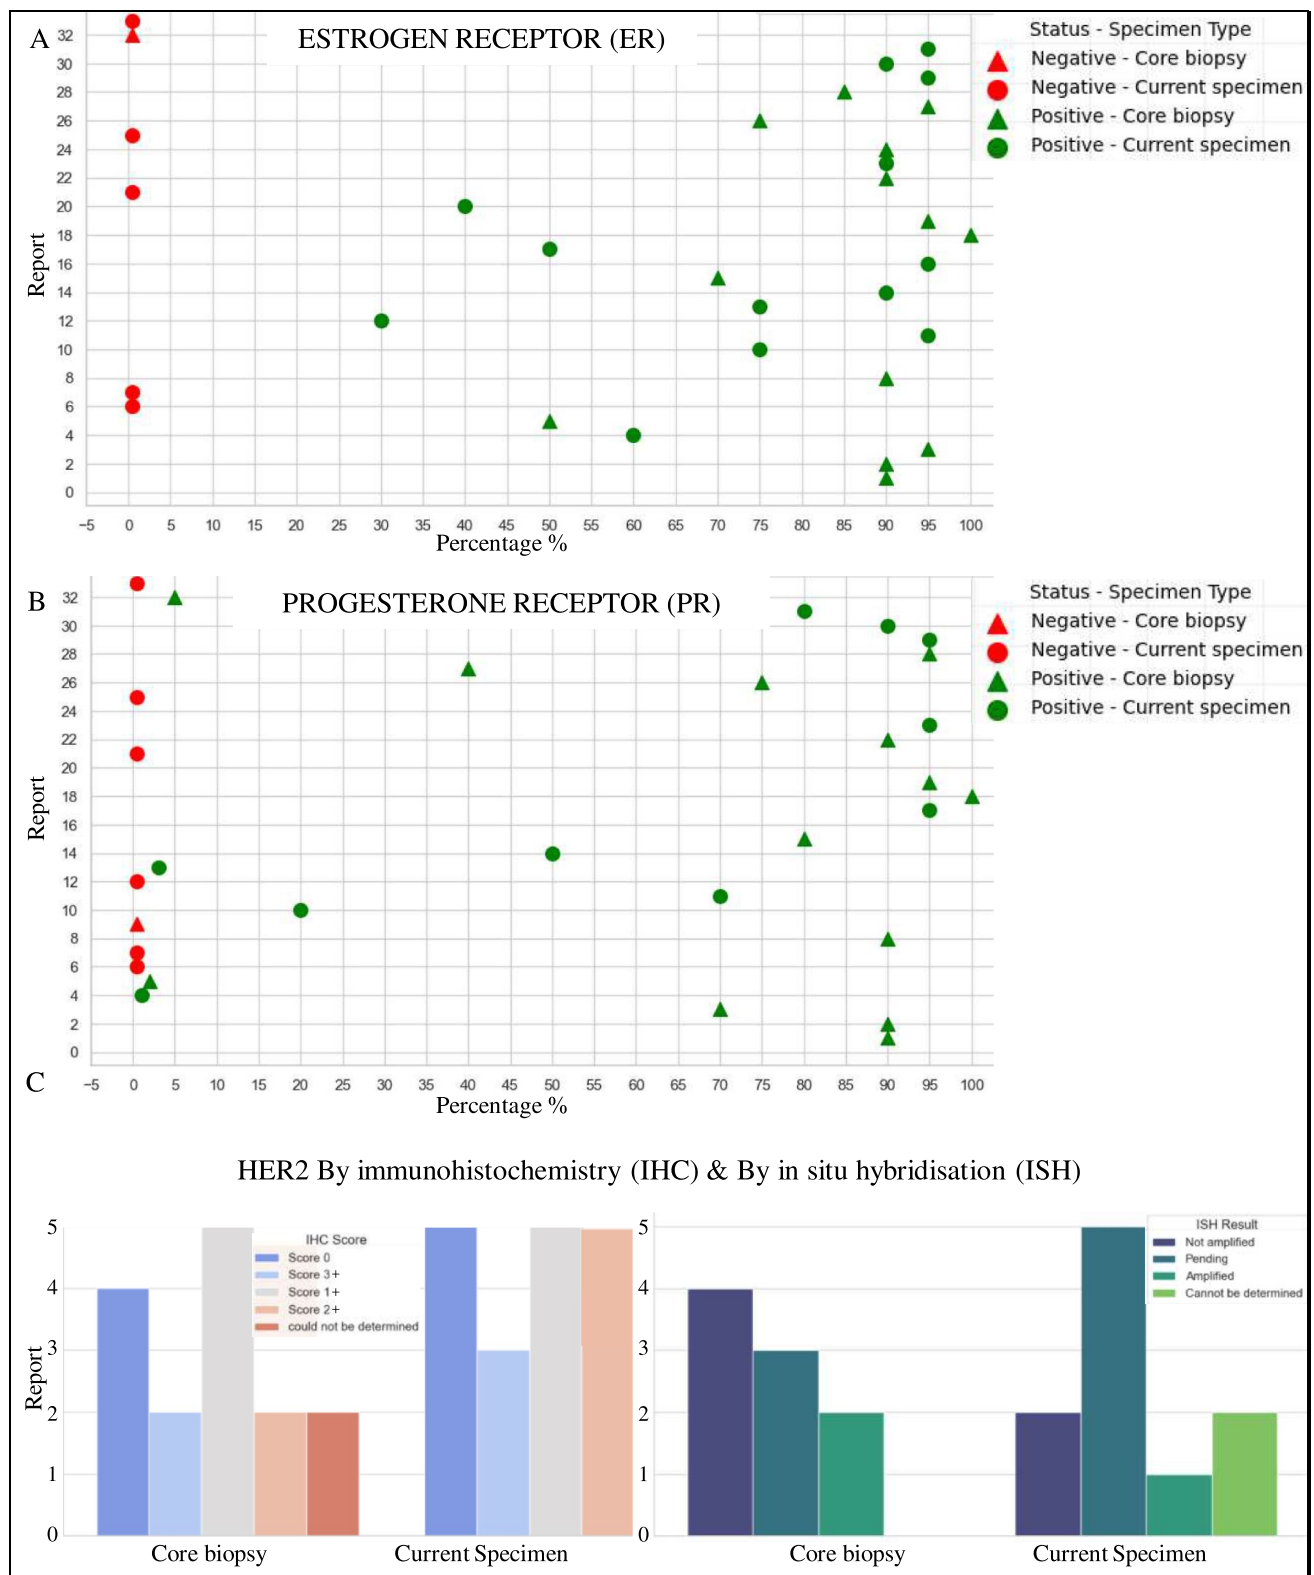 A
ESTROGEN RECEPTOR (ER)
Status - Specimen Type
Negative - Core biopsy
Negative - Current specimen
Positive - Core biopsy
Positive - Current specimen
32
30
28
26
24
22
20
18
16
14
12
10
8
6
4
2
0
Report
−5 0 5 10 15 20 25 30 35 40 45 50 55 60 65 70 75 80 85 90 95 100
Percentage %
B
PROGESTERONE RECEPTOR (PR)
Status - Specimen Type
Negative - Core biopsy
Negative - Current specimen
Positive - Core biopsy
Positive - Current specimen
32
30
28
26
24
22
20
18
16
14
12
10
8
6
4
2
0
Report
−5 0 5 10 15 20 25 30 35 40 45 50 55 60 65 70 75 80 85 90 95 100
Percentage %
C
HER2 By immunohistochemistry (IHC) & By in situ hybridisation (ISH)
5
4
3
2
1
0
Report
IHC Score
Score 0
Score 3+
Score 1+
Score 2+
could not be determined
Core biopsy Current Specimen
5
4
3
2
1
0
ISH Result
Not amplified
Pending
Amplified
Cannot be determined
Core biopsy Current Specimen